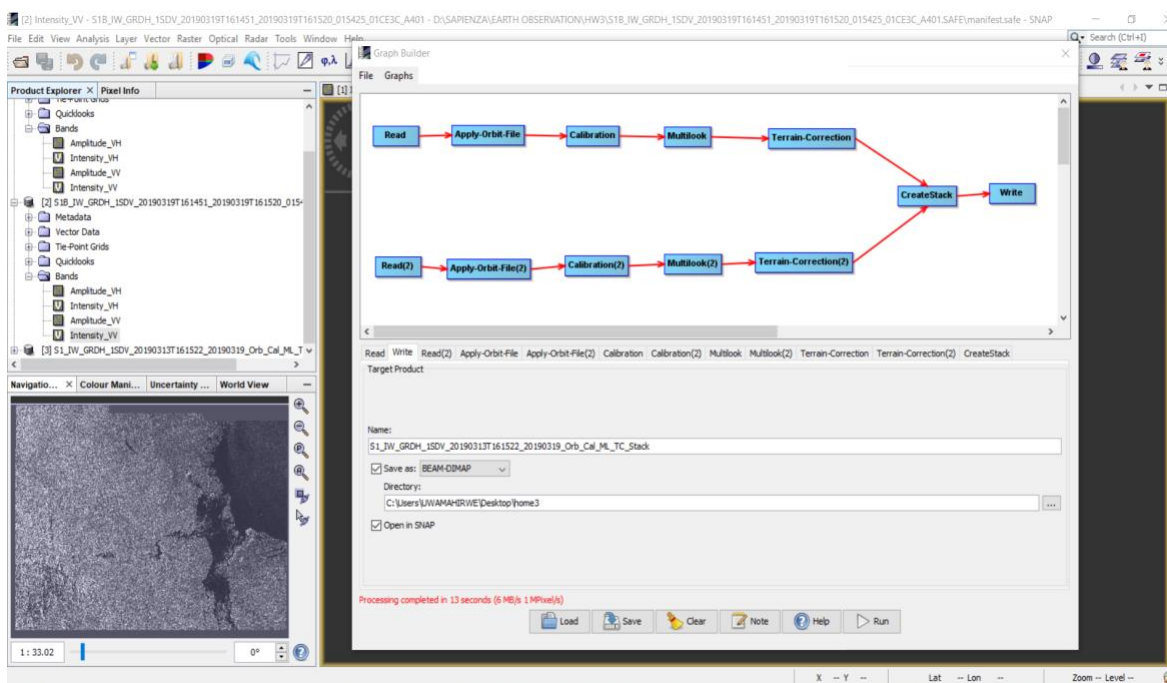 [2] Intensity_VV - S1B_IW_GRDH_1SDV_20190319T161451_20190319T161520_015425_01CE3C_A401 - D:\SAPIENZA\EARTH OBSERVATION\HW3\S1B_IW_GRDH_1SDV_20190319T161451_20190319T161520_015425_01CE3C_A401.SAFE\manifest.safe - SNAP
File Edit View Analysis Layer Vector Raster Optical Radar Tools Window Help
Search (Ctrl+I)
Product Explorer Pixel Info
Tie-Point Grids
Quicklooks
Bands
Amplitude_VH
Intensity_VH
Amplitude_VV
Intensity_VV
[2] S1B_IW_GRDH_1SDV_20190319T161451_20190319T161520_015
Metadata
Vector Data
Tie-Point Grids
Quicklooks
Bands
Amplitude_VH
Intensity_VH
Amplitude_VV
Intensity_VV
[3] S1_IW_GRDH_1SDV_20190313T161522_20190319_Orb_Cal_ML_T
Navigatio... Colour Mani... Uncertainty ... World View
1 : 33.02 0°
[1]
Graph Builder
File Graphs
Read Apply-Orbit-File Calibration Multilook Terrain-Correction
CreateStack Write
Read(2) Apply-Orbit-File(2) Calibration(2) Multilook(2) Terrain-Correction(2)
Read Write Read(2) Apply-Orbit-File Apply-Orbit-File(2) Calibration Calibration(2) Multilook Multilook(2) Terrain-Correction Terrain-Correction(2) CreateStack
Target Product
Name:
S1_IW_GRDH_1SDV_20190313T161522_20190319_Orb_Cal_ML_TC_Stack
Save as: BEAM-DIMAP
Directory:
C:\Users\UWAMAHIRWE\Desktop\home3
...
Open in SNAP
Processing completed in 13 seconds (6 MB/s 1 MPixel/s)
Load Save Clear Note Help Run
X -- Y -- Lat -- Lon -- Zoom -- Level --